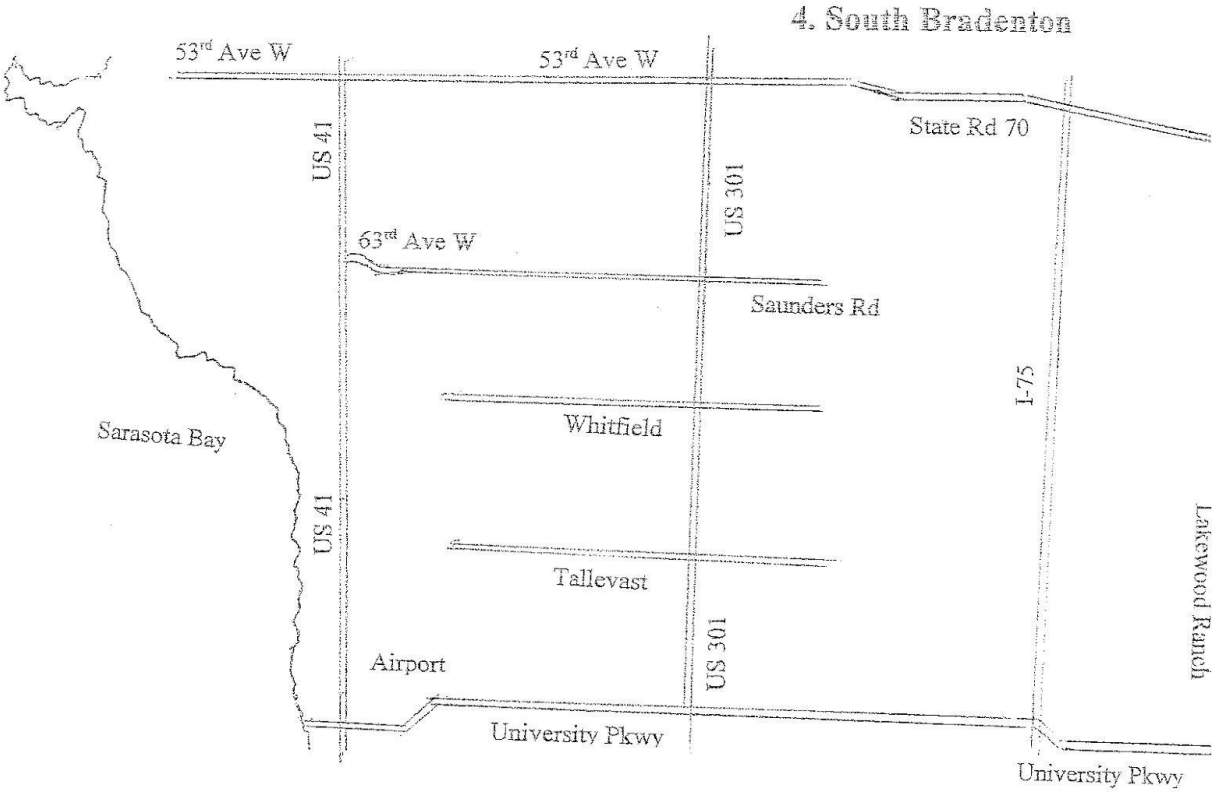 4. South Bradenton
53rd Ave W
53rd Ave W
State Rd 70
US 41
US 301
63rd Ave W
Saunders Rd
I-75
Whitfield
Sarasota Bay
US 41
Lakewood Ranch
Tallevast
US 301
Airport
University Pkwy
University Pkwy